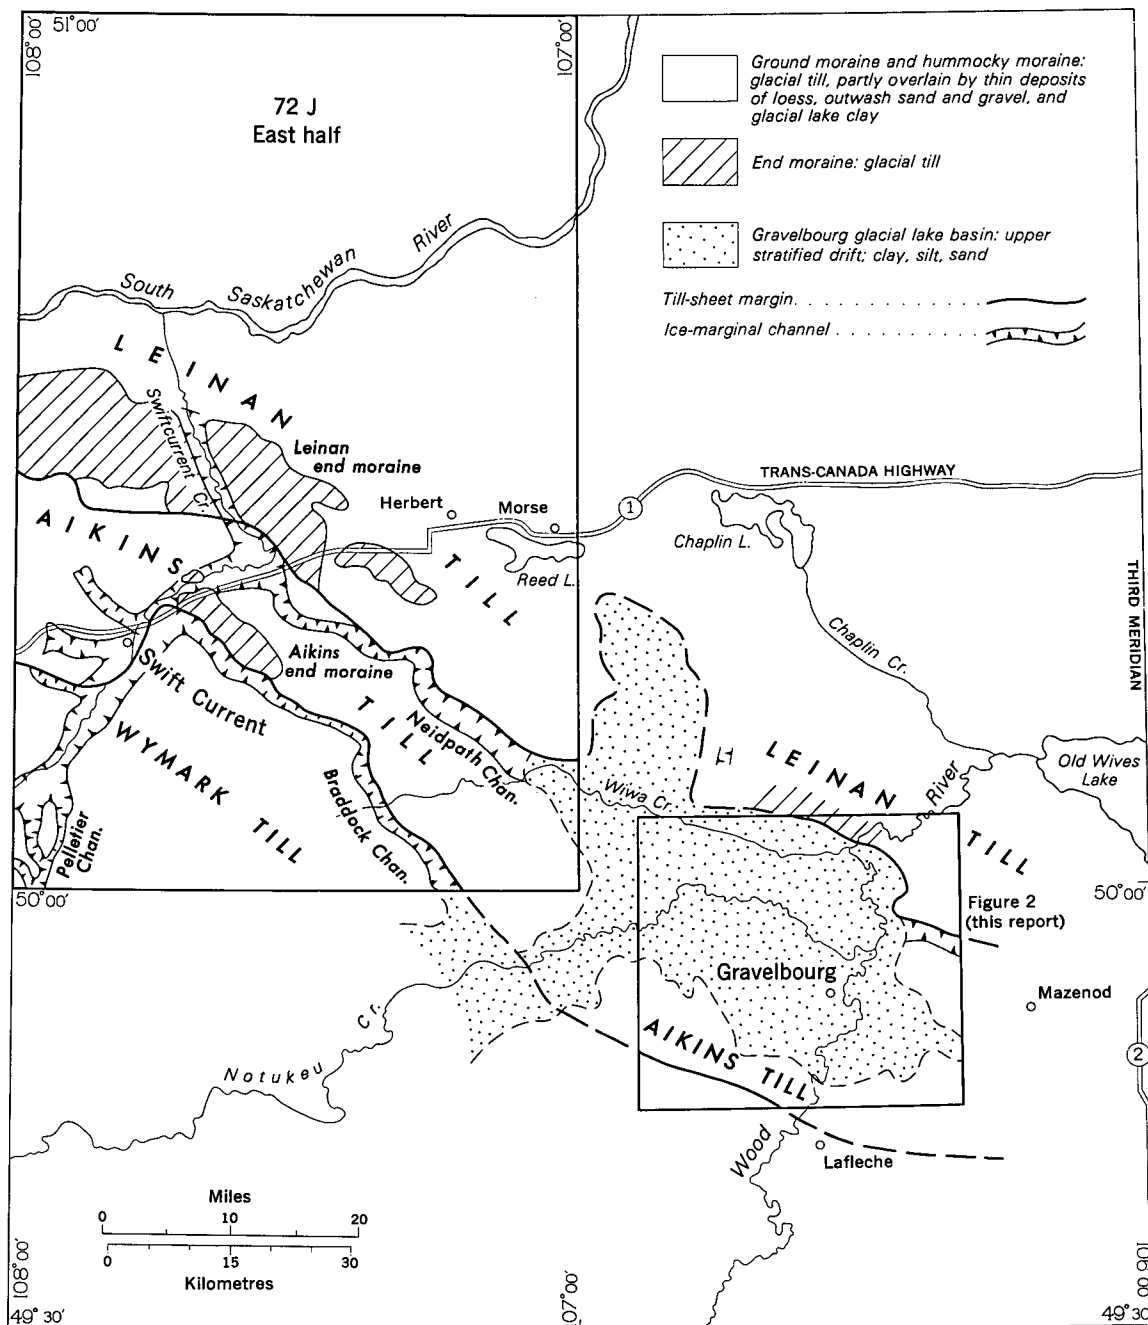 108°00'
51°00'
107°00'
72 J
East half
Ground moraine and hummocky moraine:
glacial till, partly overlain by thin deposits
of loess, outwash sand and gravel, and
glacial lake clay
End moraine: glacial till
Gravelbourg glacial lake basin: upper
stratified drift; clay, silt, sand
Till-sheet margin. . . . . . . . . . . . .
Ice-marginal channel . . . . . . . . .
South Saskatchewan River
LEINAN
Swiftcurrent Cr.
Leinan
end moraine
Herbert
Morse
TRANS-CANADA HIGHWAY
1
Chaplin L.
Reed L.
TILL
AIKINS
Chaplin Cr.
THIRD MERIDIAN
Aikins
end moraine
Swift Current
TILL
Neidpath Chan.
WYMARK
TILL
Braddock Chan.
Pelletier
Chan.
Wiwa Cr.
LEINAN
TILL
River
Old Wives
Lake
50°00'
50°00'
Figure 2
(this report)
Gravelbourg
Mazenod
AIKINS TILL
2
Notukeu Cr.
Wood
Lafleche
Miles
0 10 20
0 15 30
Kilometres
108°00'
49°30'
107°00'
106°00'
49°30'